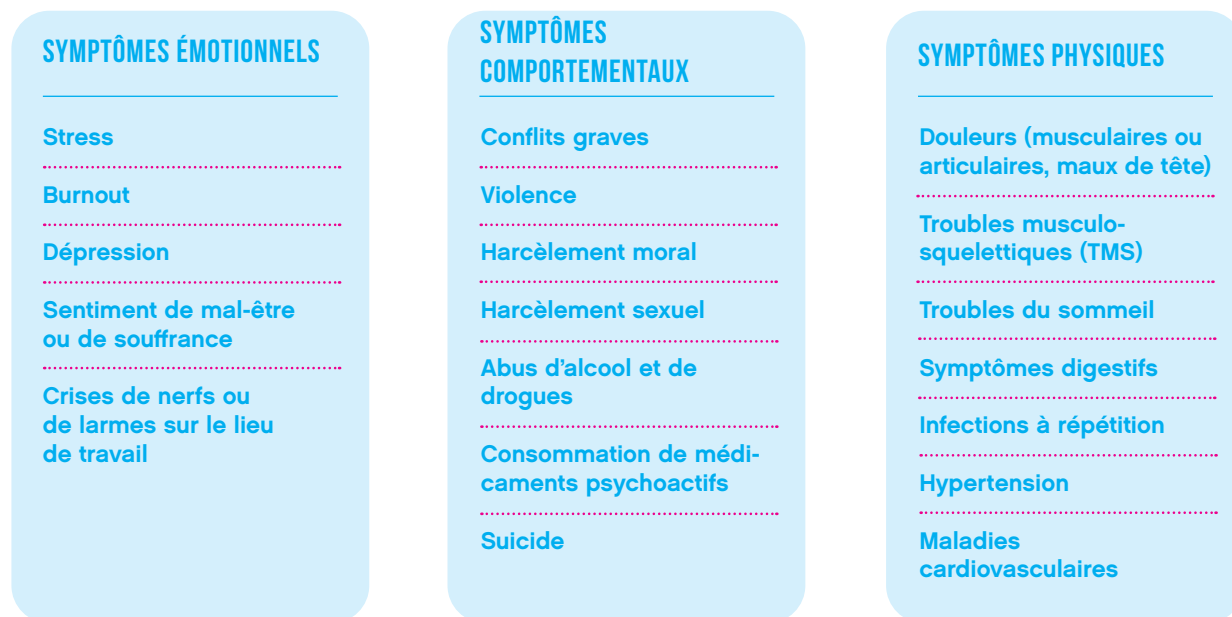 SYMPTÔMES ÉMOTIONNELS
Stress
Burnout
Dépression
Sentiment de mal-être
ou de souffrance
Crises de nerfs ou
de larmes sur le lieu
de travail
SYMPTÔMES
COMPORTEMENTAUX
Conflits graves
Violence
Harcèlement moral
Harcèlement sexuel
Abus d'alcool et de
drogues
Consommation de médi-
caments psychoactifs
Suicide
SYMPTÔMES PHYSIQUES
Douleurs (musculaires ou
articulaires, maux de tête)
Troubles musculo-
squelettiques (TMS)
Troubles du sommeil
Symptômes digestifs
Infections à répétition
Hypertension
Maladies
cardiovasculaires